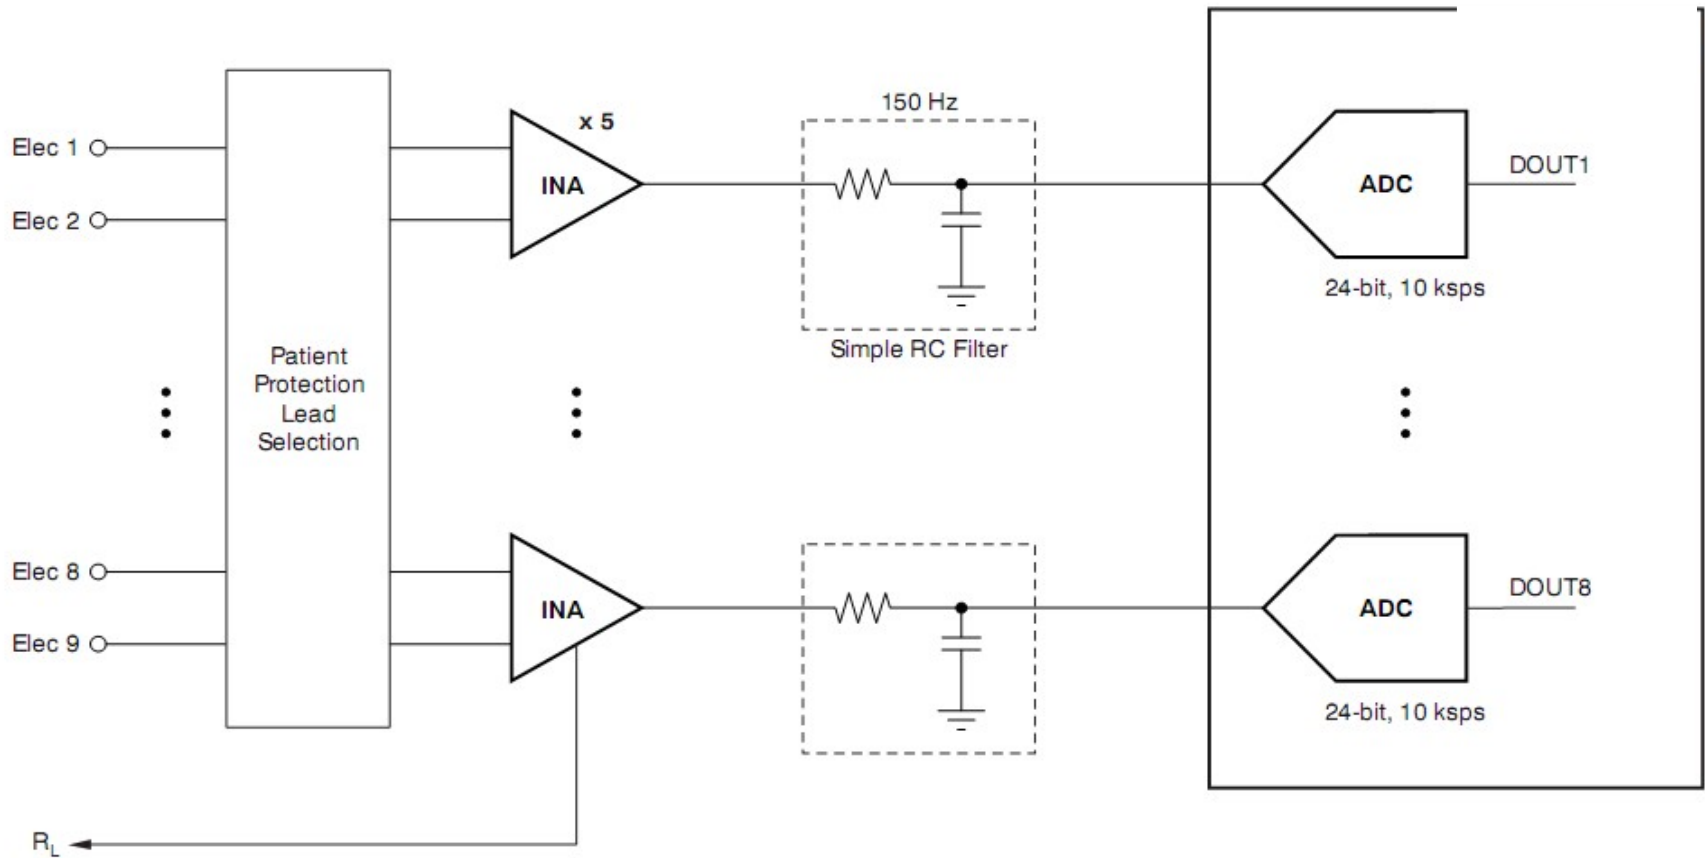 150 Hz
x 5
Elec 1
INA
ADC
DOUT1
Elec 2
24-bit, 10 ksps
Simple RC Filter
Patient
Protection
Lead
Selection
Elec 8
INA
ADC
DOUT8
Elec 9
24-bit, 10 ksps
RL